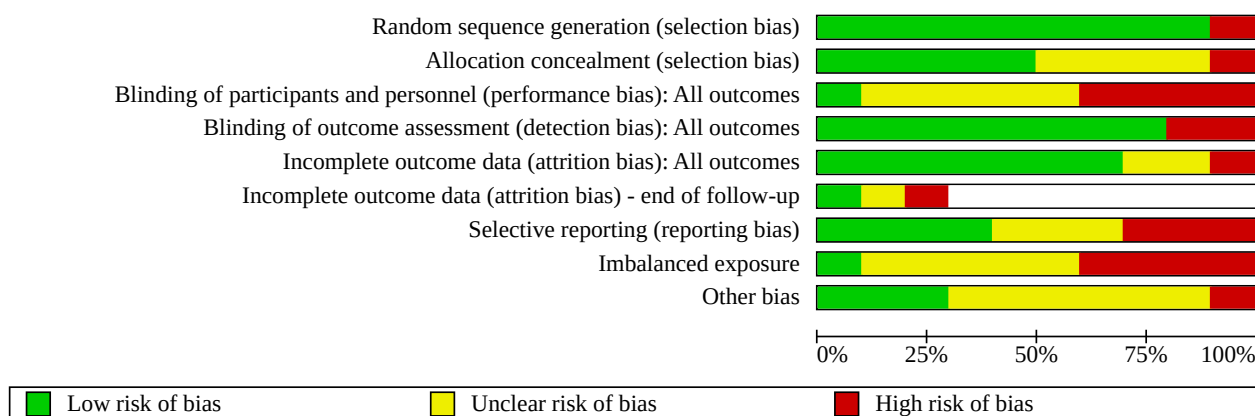 Random sequence generation (selection bias)
Allocation concealment (selection bias)
Blinding of participants and personnel (performance bias): All outcomes
Blinding of outcome assessment (detection bias): All outcomes
Incomplete outcome data (attrition bias): All outcomes
Incomplete outcome data (attrition bias) - end of follow-up
Selective reporting (reporting bias)
Imbalanced exposure
Other bias
0% 25% 50% 75% 100%
Low risk of bias Unclear risk of bias High risk of bias